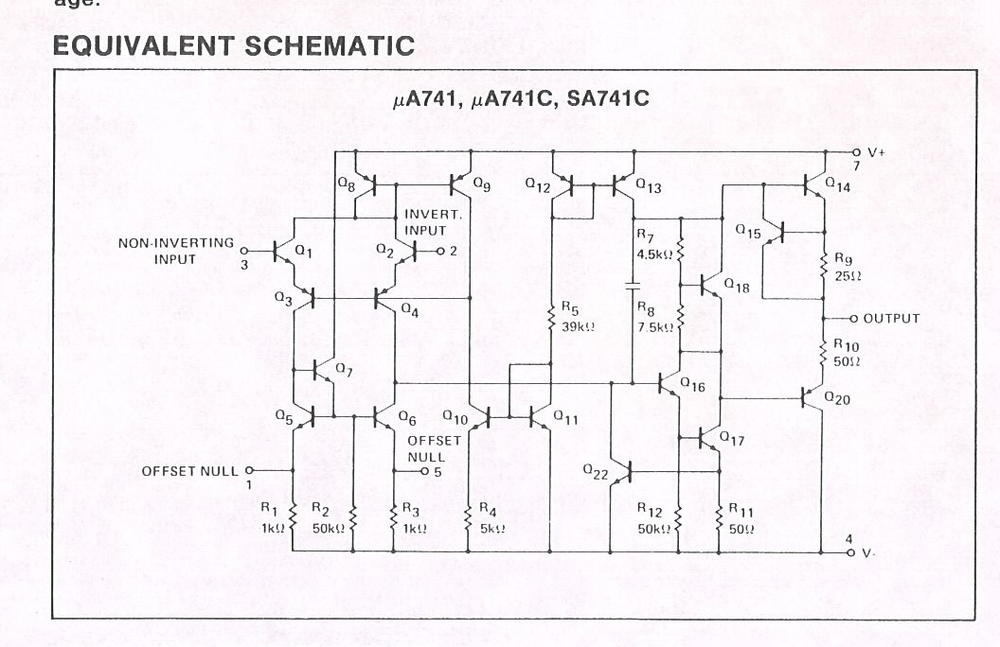 age.
EQUIVALENT SCHEMATIC
μA741, μA741C, SA741C
V+
7
Q8
Q9
Q12
Q13
Q14
INVERT.
INPUT
2
NON-INVERTING
INPUT
3
Q1
Q2
R7
4.5kΩ
Q15
Q18
R9
25Ω
Q3
Q4
R5
39kΩ
R8
7.5kΩ
OUTPUT
R10
50Ω
Q7
Q16
Q20
Q5
Q6
Q10
Q11
Q17
OFFSET
NULL
5
Q22
OFFSET NULL
1
R1
1kΩ
R2
50kΩ
R3
1kΩ
R4
5kΩ
R12
50kΩ
R11
50Ω
4
V-